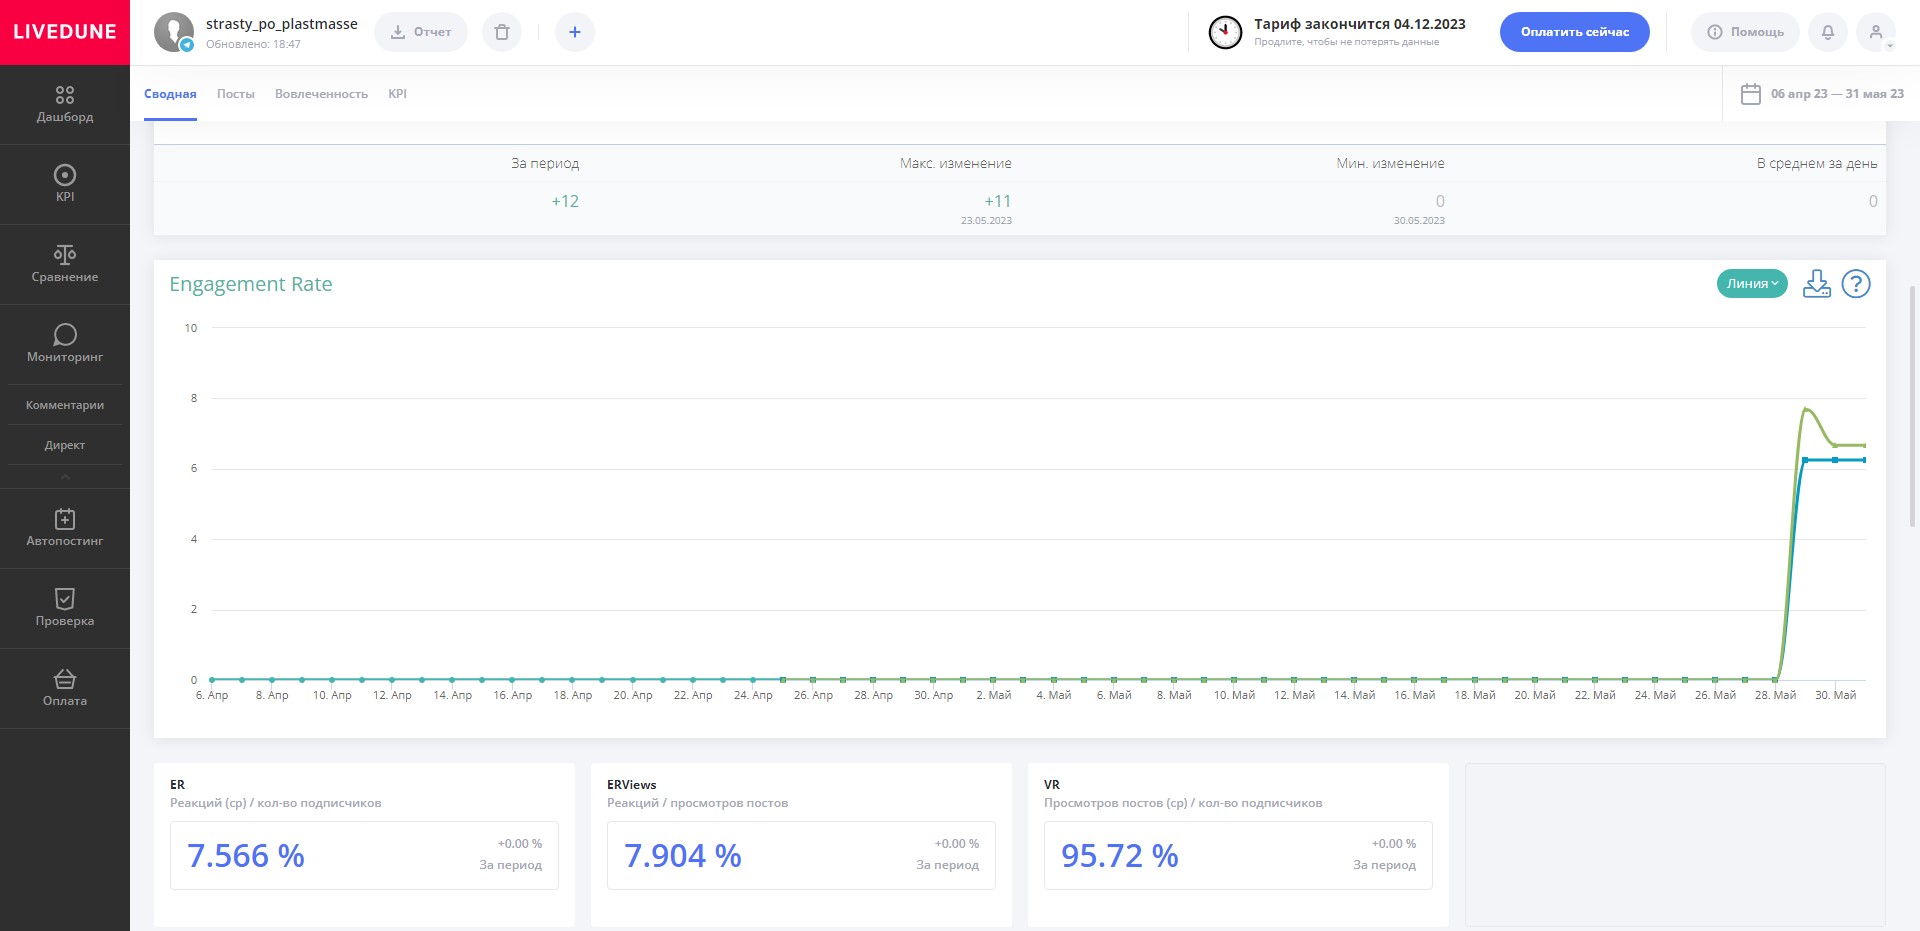 LIVEDUNE
strasty_po_plastmasse
Обновлено: 18:47
Отчет
Тариф закончится 04.12.2023
Продлите, чтобы не потерять данные
Оплатить сейчас
Помощь
Сводная
Посты
Вовлеченность
KPI
06 апр 23 — 31 мая 23
Дашборд
KPI
Сравнение
Мониторинг
Комментарии
Директ
Автопостинг
Проверка
Оплата
За период
Макс. изменение
Мин. изменение
В среднем за день
+12
+11
0
0
23.05.2023
30.05.2023
Engagement Rate
Линия
10
8
6
4
2
0
6. Апр
8. Апр
10. Апр
12. Апр
14. Апр
16. Апр
18. Апр
20. Апр
22. Апр
24. Апр
26. Апр
28. Апр
30. Апр
2. Май
4. Май
6. Май
8. Май
10. Май
12. Май
14. Май
16. Май
18. Май
20. Май
22. Май
24. Май
26. Май
28. Май
30. Май
ER
Реакций (ср) / кол-во подписчиков
7.566 %
+0.00 %
За период
ERViews
Реакций / просмотров постов
7.904 %
+0.00 %
За период
VR
Просмотров постов (ср) / кол-во подписчиков
95.72 %
+0.00 %
За период